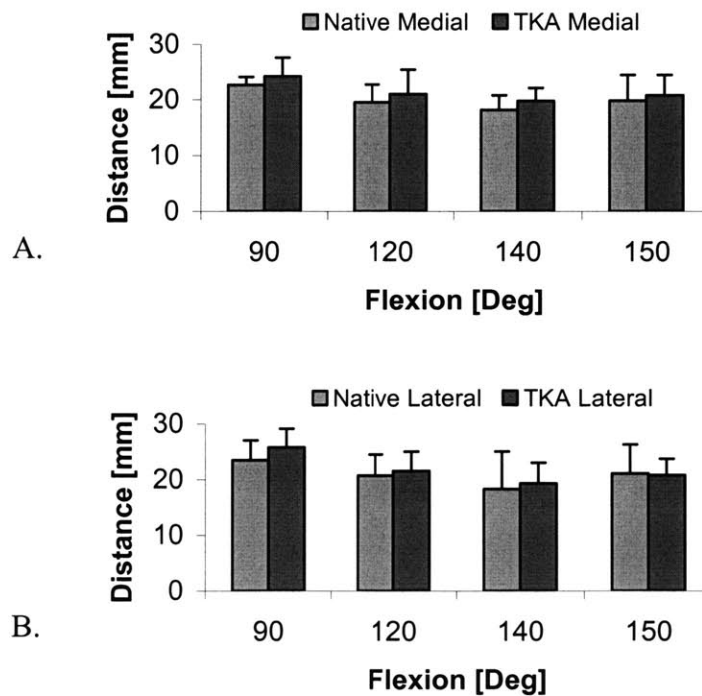 Native Medial TKA Medial
Distance [mm]
30
20
10
0
90 120 140 150
Flexion [Deg]
A.
Native Lateral TKA Lateral
Distance [mm]
30
20
10
0
90 120 140 150
Flexion [Deg]
B.